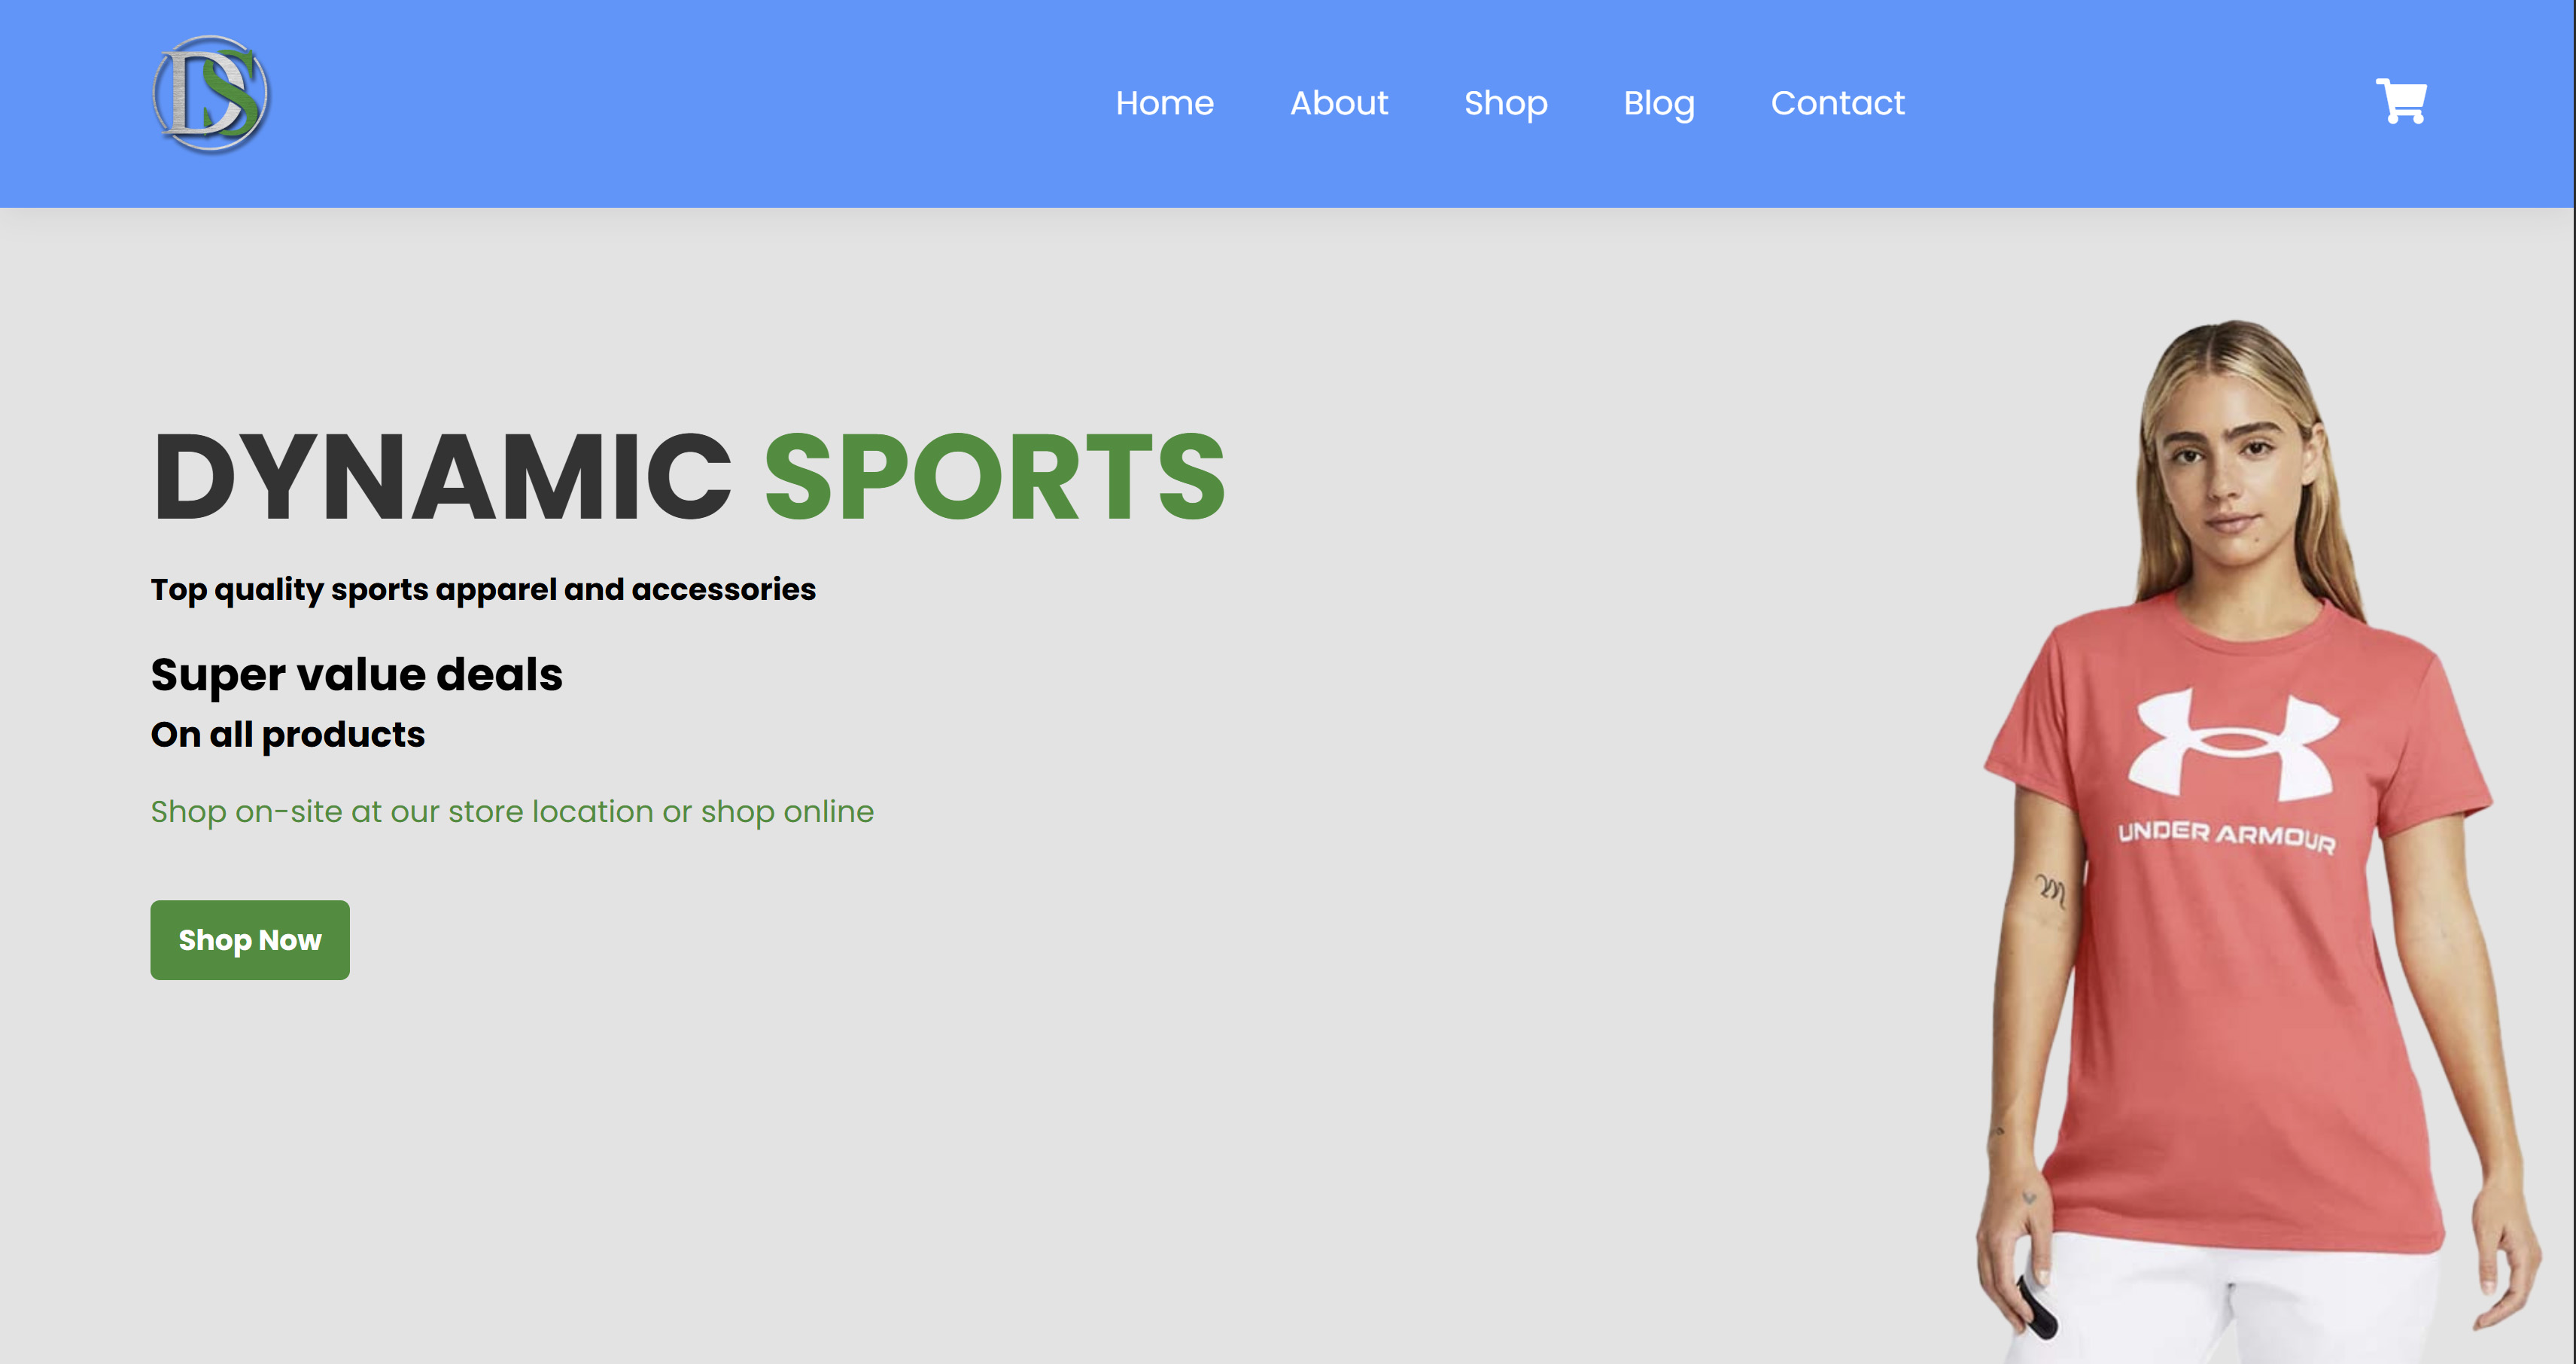 DS
Home About Shop Blog Contact
DYNAMIC SPORTS
Top quality sports apparel and accessories
Super value deals
On all products
Shop on-site at our store location or shop online
Shop Now
UNDER ARMOUR